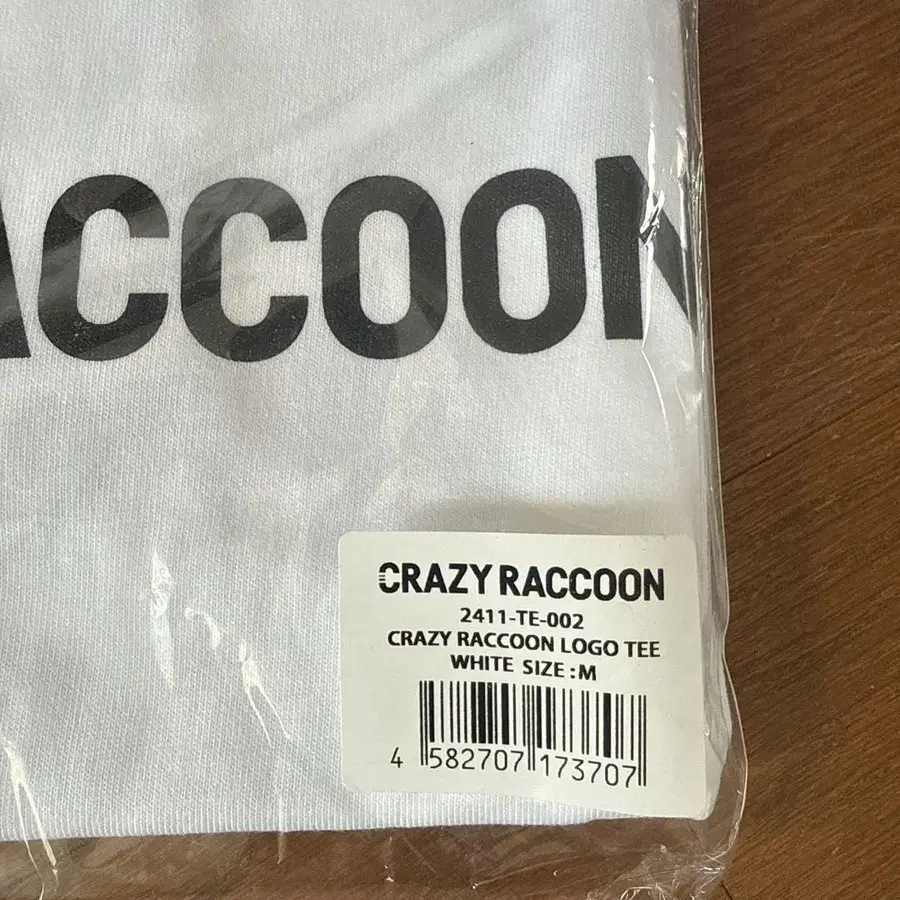 ACCOON
CRAZY RACCOON
2411-TE-002
CRAZY RACCOON LOGO TEE
WHITE SIZE : M
4 582707 173707